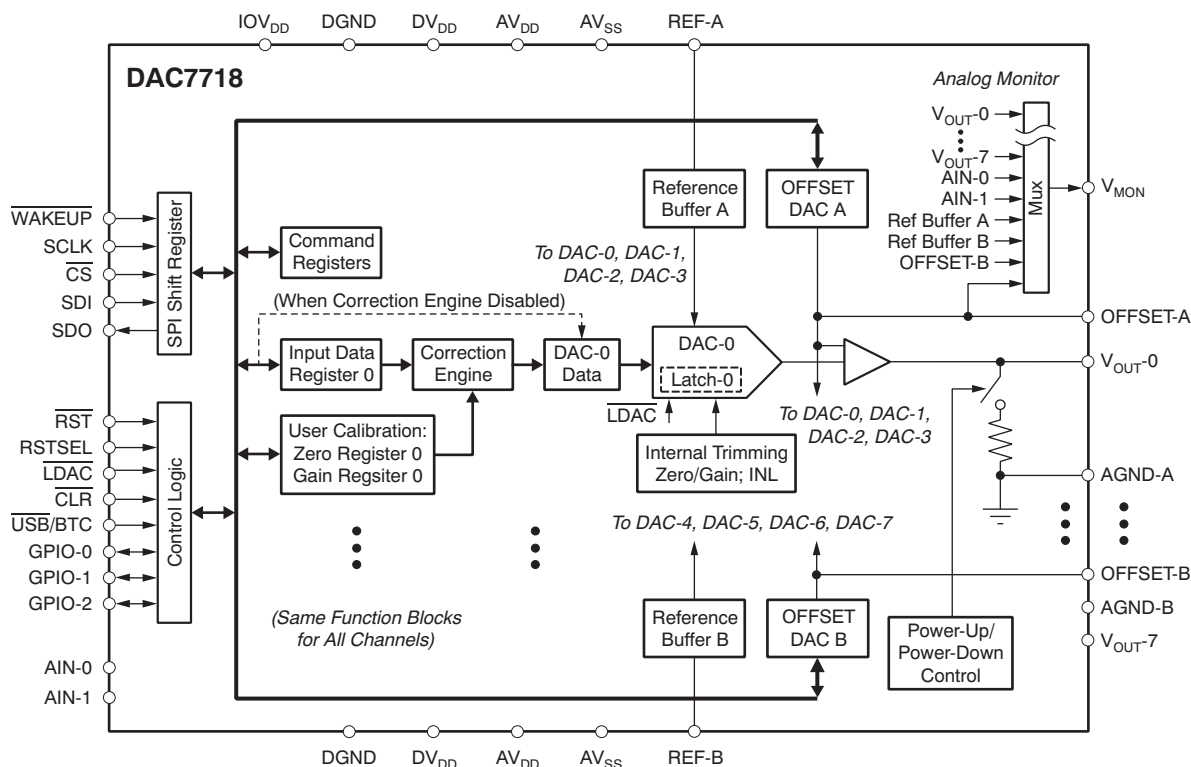 IOVDD DGND DVDD AVDD AVSS REF-A
DAC7718
Analog Monitor
VOUT-0
VOUT-7
AIN-0
AIN-1
Ref Buffer A
Ref Buffer B
OFFSET-B
Mux
VMON
WAKEUP
SCLK
CS
SDI
SDO
SPI Shift Register
Command
Registers
Reference
Buffer A
OFFSET
DAC A
To DAC-0, DAC-1,
DAC-2, DAC-3
(When Correction Engine Disabled)
OFFSET-A
Input Data
Register 0
Correction
Engine
DAC-0
Data
DAC-0
Latch-0
VOUT-0
LDAC
To DAC-0, DAC-1,
DAC-2, DAC-3
RST
RSTSEL
LDAC
CLR
USB/BTC
GPIO-0
GPIO-1
GPIO-2
Control Logic
User Calibration:
Zero Register 0
Gain Regsiter 0
Internal Trimming
Zero/Gain; INL
AGND-A
To DAC-4, DAC-5, DAC-6, DAC-7
OFFSET-B
AGND-B
VOUT-7
(Same Function Blocks
for All Channels)
Reference
Buffer B
OFFSET
DAC B
Power-Up/
Power-Down
Control
AIN-0
AIN-1
DGND DVDD AVDD AVSS REF-B